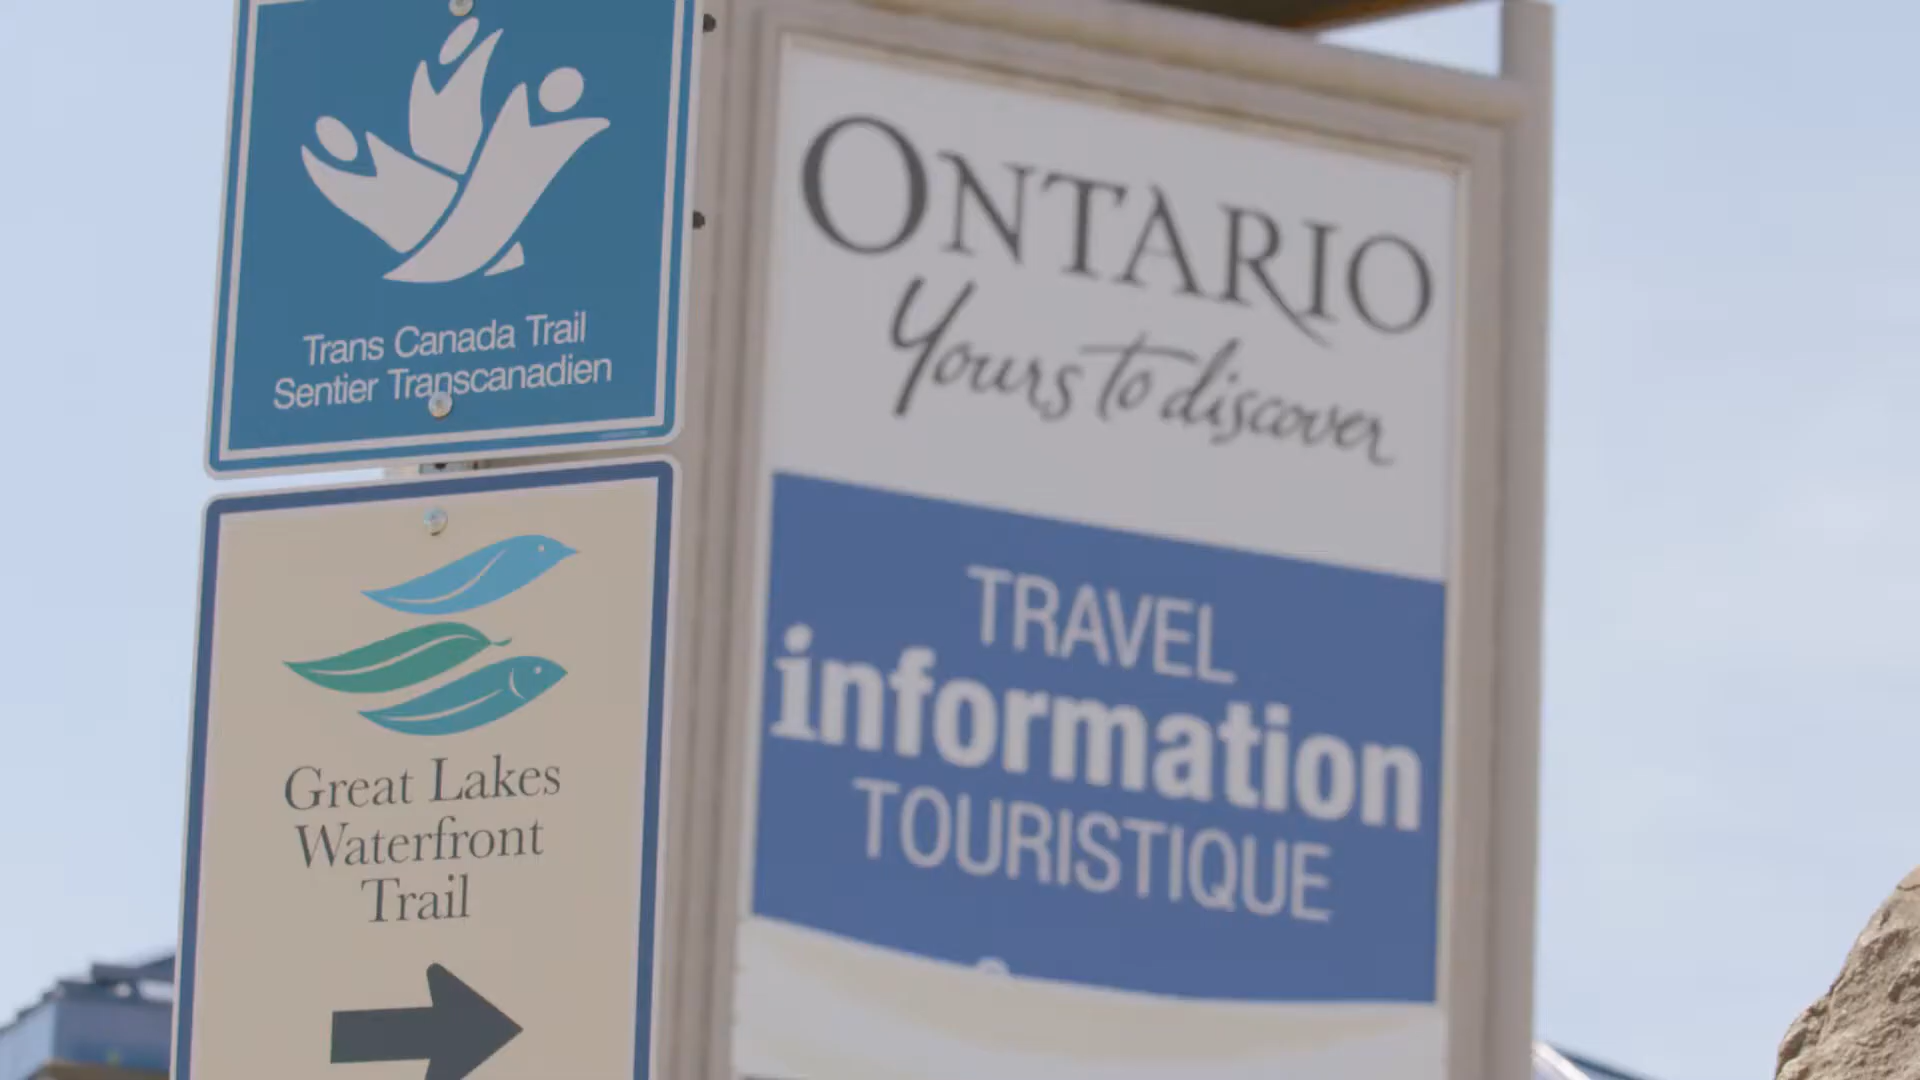 Trans Canada Trail
Sentier Transcanadien
Great Lakes
Waterfront
Trail
ONTARIO
Yours to discover
TRAVEL
information
TOURISTIQUE